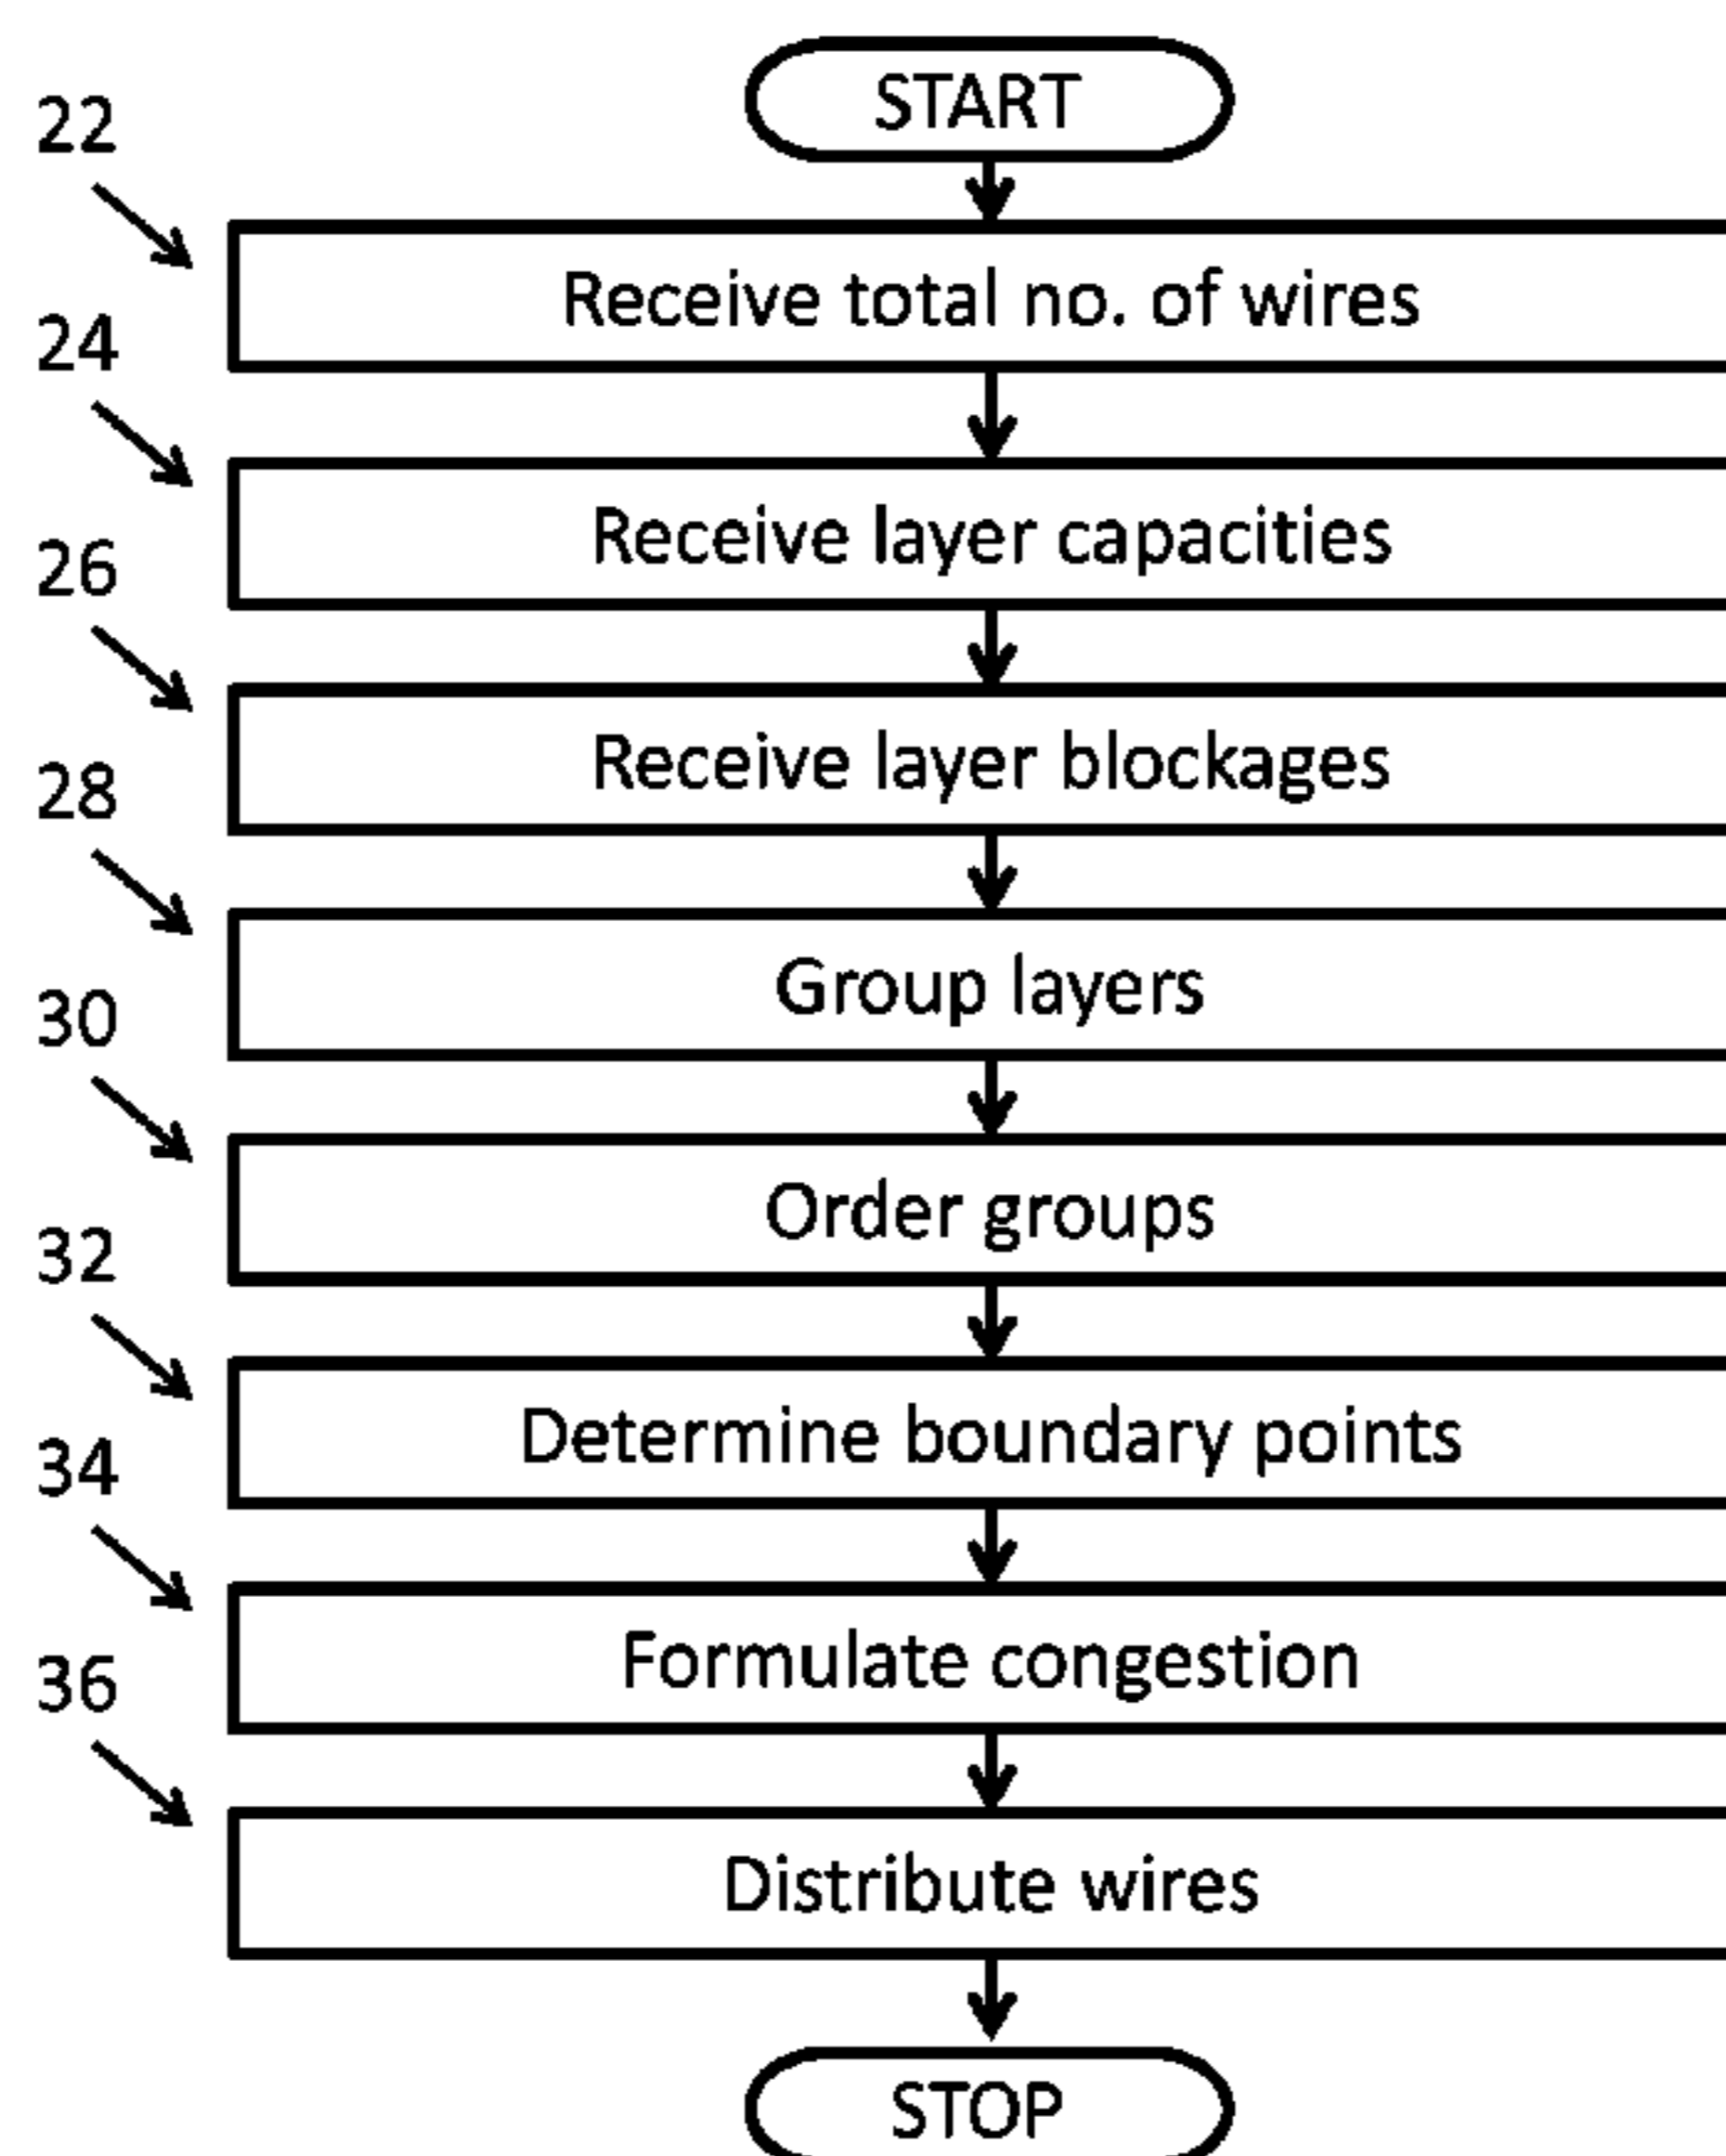 START
22
Receive total no. of wires
24
Receive layer capacities
26
Receive layer blockages
28
Group layers
30
Order groups
32
Determine boundary points
34
Formulate congestion
36
Distribute wires
STOP